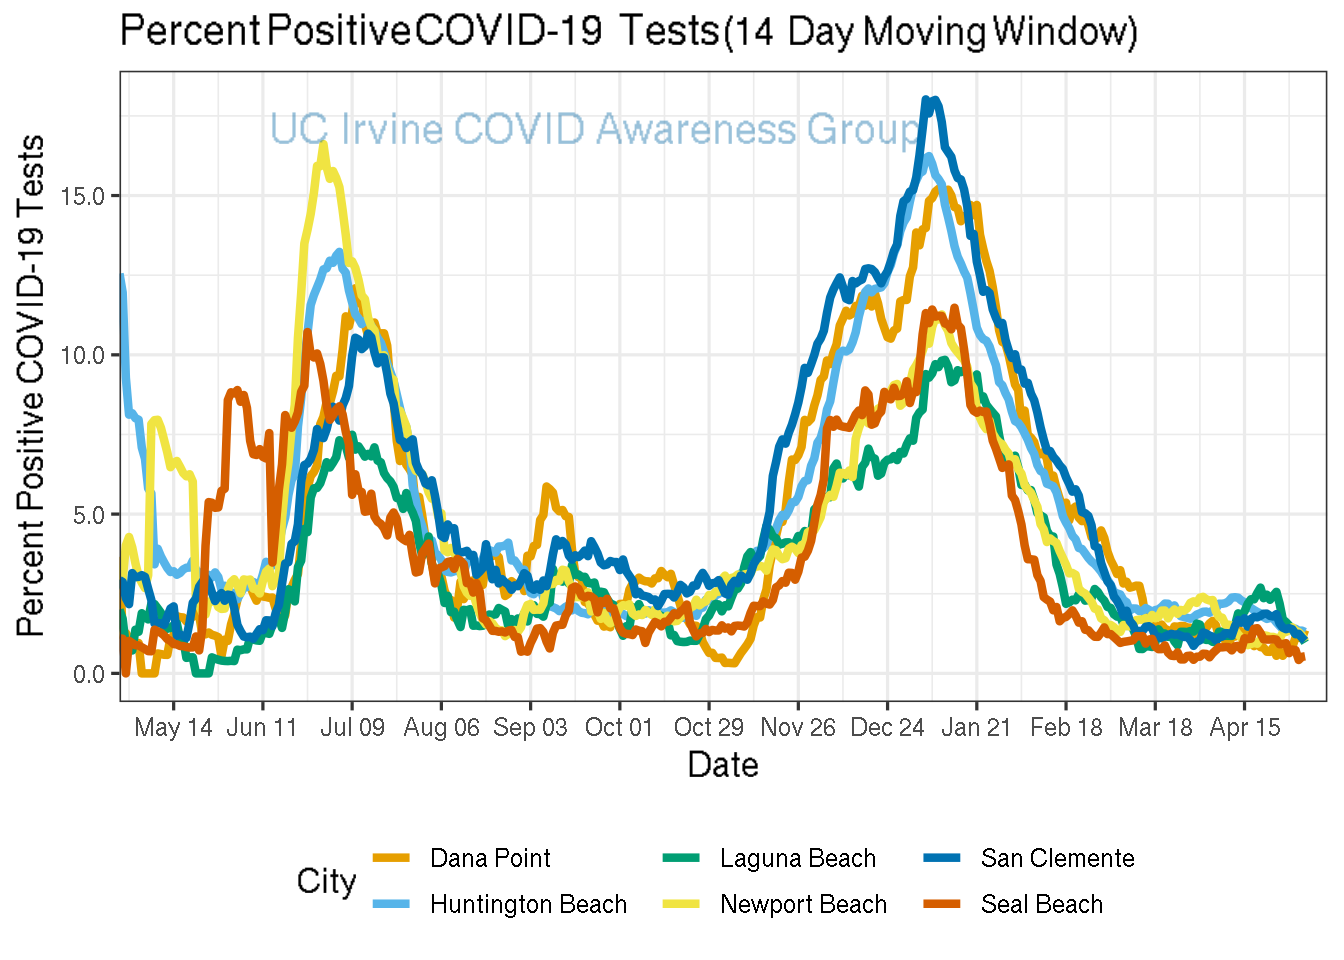 Percent Positive COVID-19 Tests(14 Day Moving Window)
UC Irvine COVID Awareness Group
Percent Positive COVID-19 Tests
15.0
10.0
5.0
0.0
May 14 Jun 11 Jul 09 Aug 06 Sep 03 Oct 01 Oct 29 Nov 26 Dec 24 Jan 21 Feb 18 Mar 18 Apr 15
Date
City
Dana Point Laguna Beach San Clemente
Huntington Beach Newport Beach Seal Beach